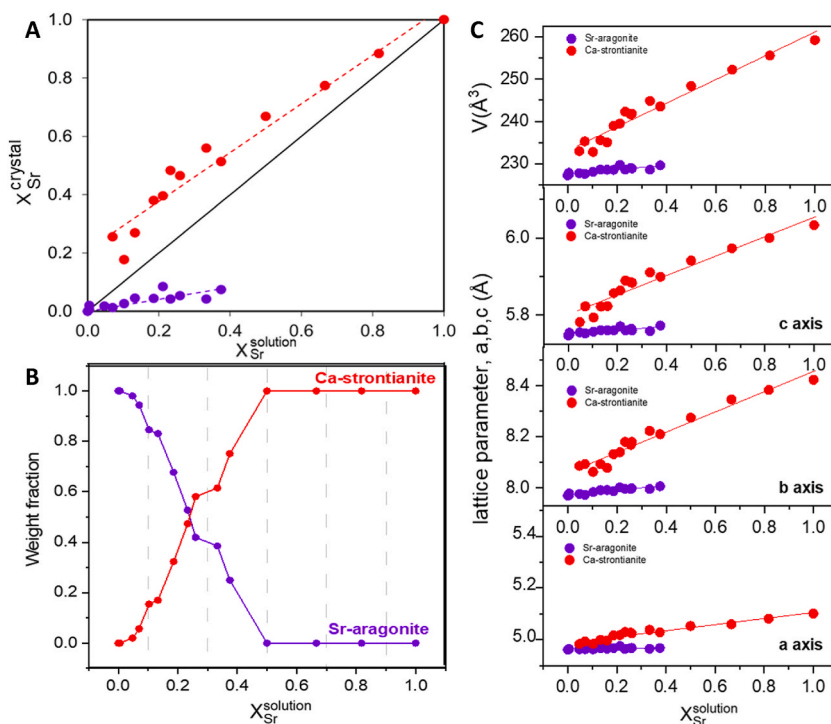 A
1.0
0.8
0.6
0.4
0.2
0.0
X Sr crystal
0.0 0.2 0.4 0.6 0.8 1.0
X Sr solution
B
1.0
0.8
0.6
0.4
0.2
0.0
Weight fraction
Ca-strontianite
Sr-aragonite
0.0 0.2 0.4 0.6 0.8 1.0
X Sr solution
C
Sr-aragonite
Ca-strontianite
260
250
240
230
V(Å³)
0.0 0.2 0.4 0.6 0.8 1.0
Sr-aragonite
Ca-strontianite
6.0
5.8
c axis
0.0 0.2 0.4 0.6 0.8 1.0
lattice parameter, a,b,c (Å)
Sr-aragonite
Ca-strontianite
8.4
8.2
8.0
b axis
0.0 0.2 0.4 0.6 0.8 1.0
Sr-aragonite
Ca-strontianite
5.1
5.0
a axis
0.0 0.2 0.4 0.6 0.8 1.0
X Sr solution